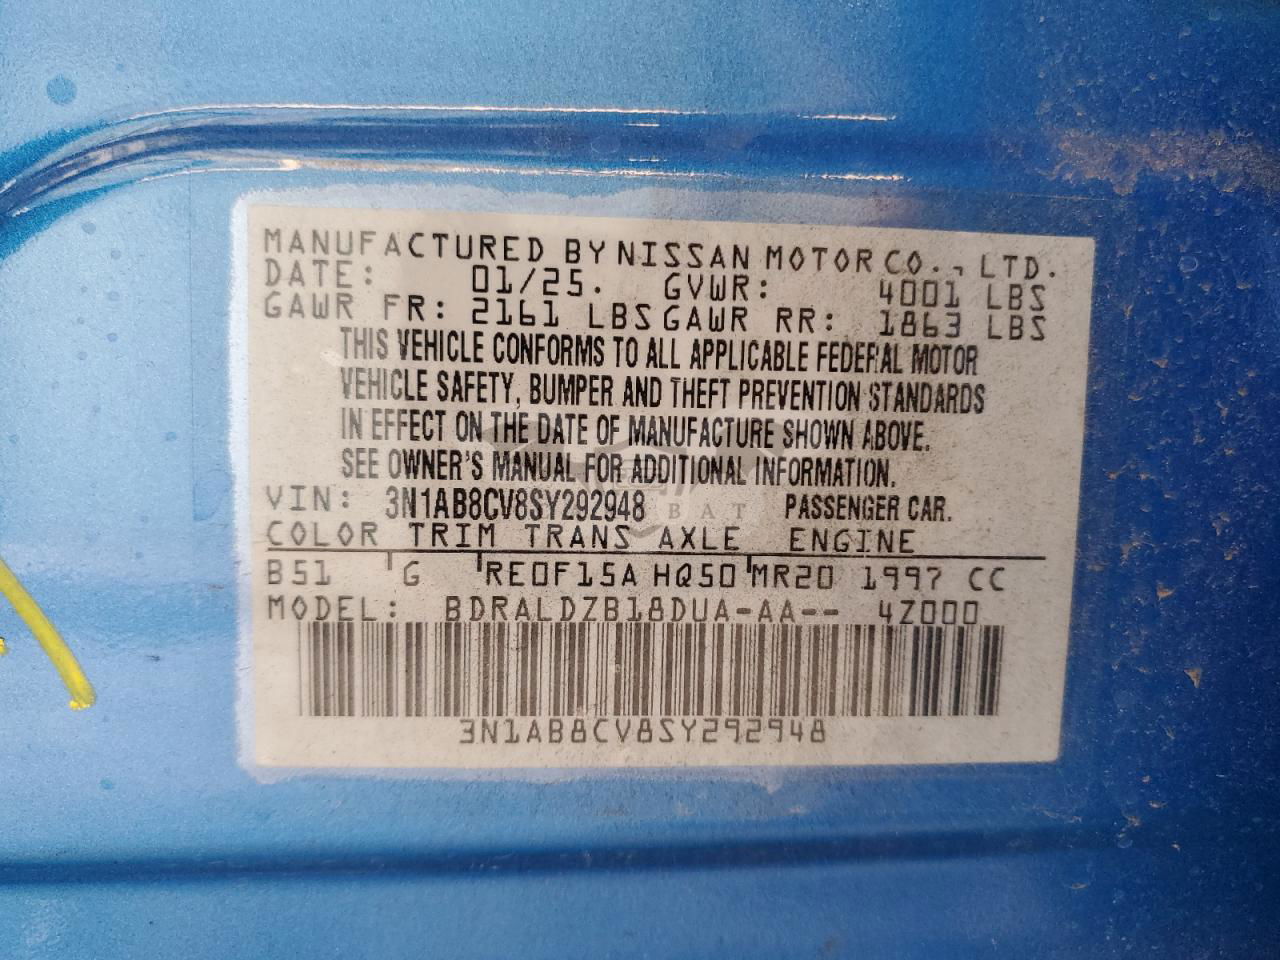 MANUFACTURED BY NISSAN MOTOR CO., LTD.
DATE: 01/25. GVWR: 4001 LBS
GAWR FR: 2161 LBS GAWR RR: 1863 LBS
THIS VEHICLE CONFORMS TO ALL APPLICABLE FEDERAL MOTOR
VEHICLE SAFETY, BUMPER AND THEFT PREVENTION STANDARDS
IN EFFECT ON THE DATE OF MANUFACTURE SHOWN ABOVE.
SEE OWNER'S MANUAL FOR ADDITIONAL INFORMATION.
VIN: 3N1AB8CV8SY292948 PASSENGER CAR.
COLOR TRIM TRANS AXLE ENGINE
B51 G RE0F15A HQ50 MR20 1997 CC
MODEL: BDRALDZB18DUA-AA-- 4Z000
3N1AB8CV8SY292948